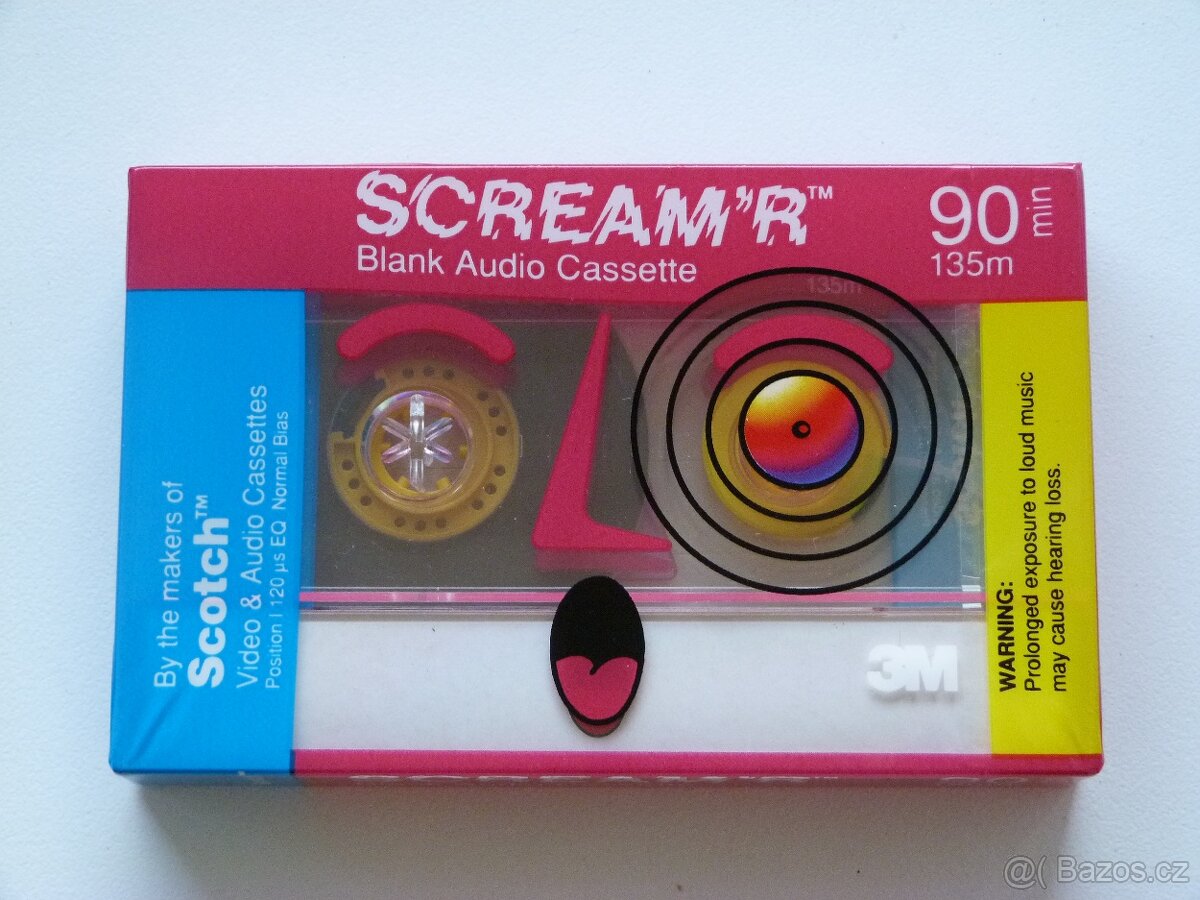 SCREAM'R™
Blank Audio Cassette
90 min
135m
135m
By the makers of
Scotch™
Video & Audio Cassettes
Position I 120 µs EQ Normal Bias
WARNING:
Prolonged exposure to loud music
may cause hearing loss.
3M
@( Bazos.cz